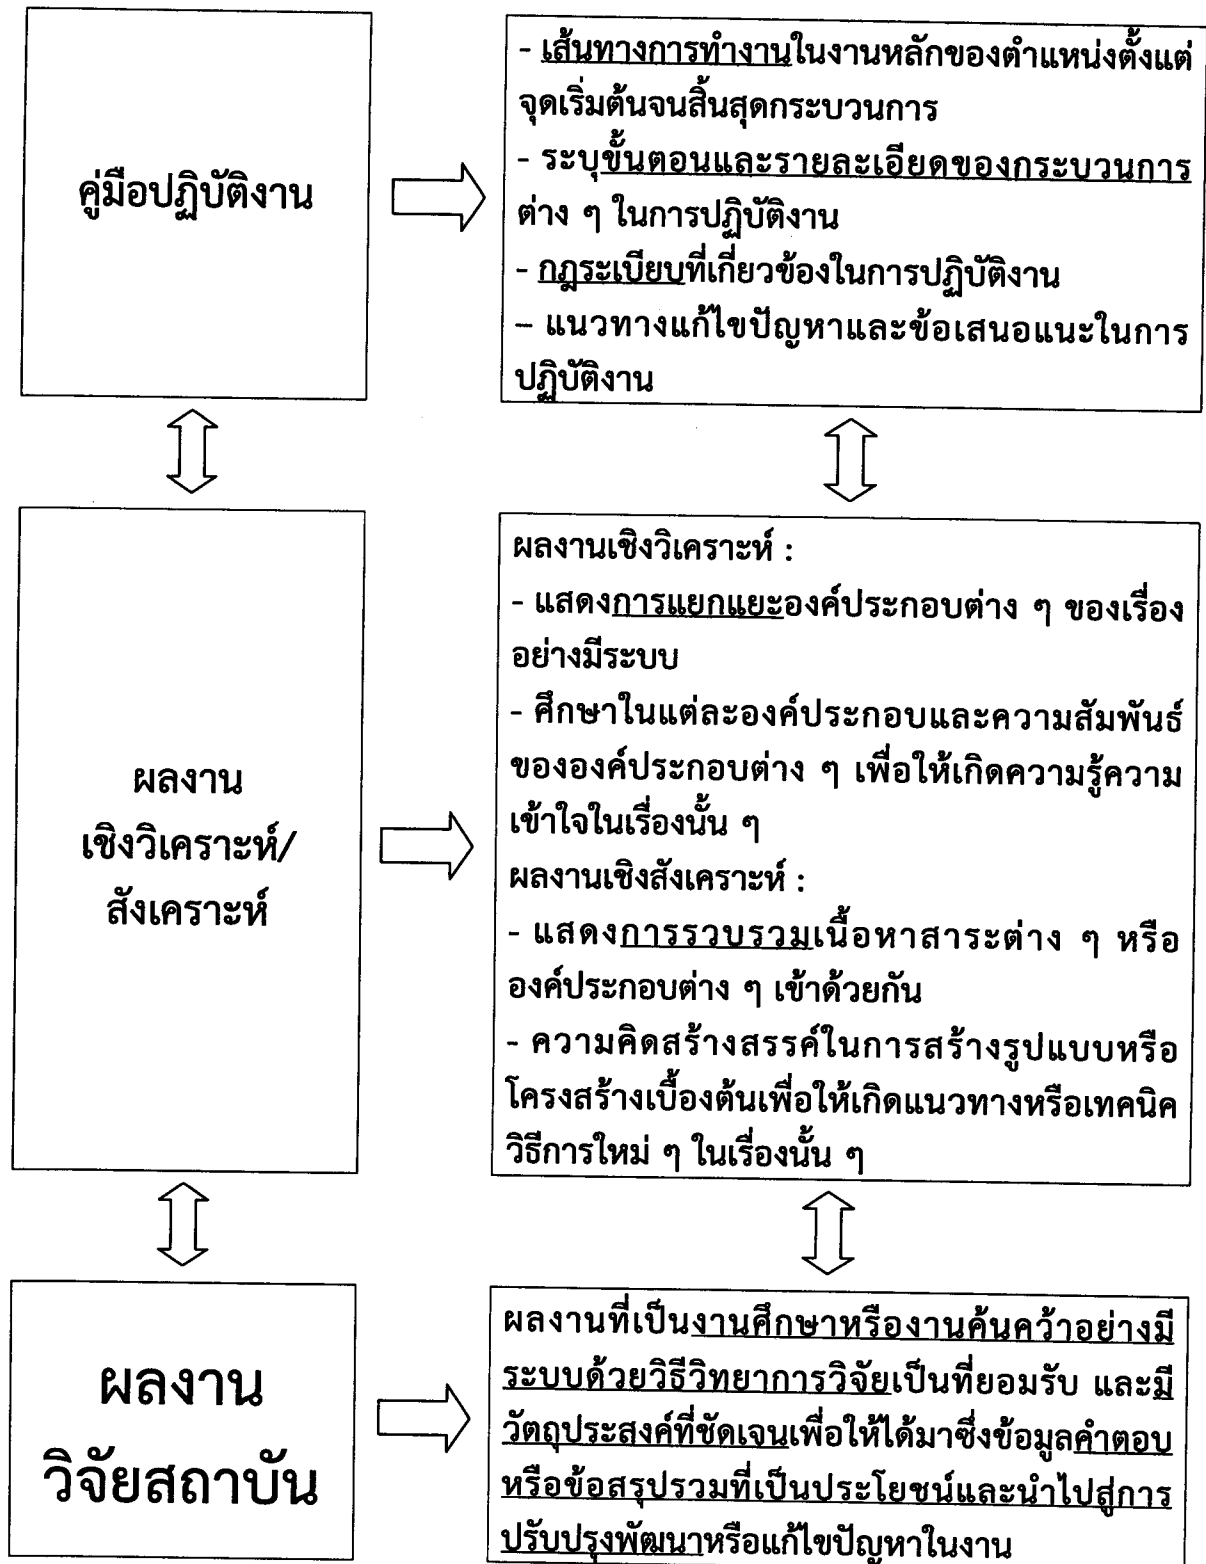 คู่มือปฏิบัติงาน
- เส้นทางการทำงานในงานหลักของตำแหน่งตั้งแต่
จุดเริ่มต้นจนสิ้นสุดกระบวนการ
- ระบุขั้นตอนและรายละเอียดของกระบวนการ
ต่าง ๆ ในการปฏิบัติงาน
- กฎระเบียบที่เกี่ยวข้องในการปฏิบัติงาน
– แนวทางแก้ไขปัญหาและข้อเสนอแนะในการ
ปฏิบัติงาน
ผลงาน
เชิงวิเคราะห์/
สังเคราะห์
ผลงานเชิงวิเคราะห์ :
- แสดงการแยกแยะองค์ประกอบต่าง ๆ ของเรื่อง
อย่างมีระบบ
- ศึกษาในแต่ละองค์ประกอบและความสัมพันธ์
ขององค์ประกอบต่าง ๆ เพื่อให้เกิดความรู้ความ
เข้าใจในเรื่องนั้น ๆ
ผลงานเชิงสังเคราะห์ :
- แสดงการรวบรวมเนื้อหาสาระต่าง ๆ หรือ
องค์ประกอบต่าง ๆ เข้าด้วยกัน
- ความคิดสร้างสรรค์ในการสร้างรูปแบบหรือ
โครงสร้างเบื้องต้นเพื่อให้เกิดแนวทางหรือเทคนิค
วิธีการใหม่ ๆ ในเรื่องนั้น ๆ
ผลงาน
วิจัยสถาบัน
ผลงานที่เป็นงานศึกษาหรืองานค้นคว้าอย่างมี
ระบบด้วยวิธีวิทยาการวิจัยเป็นที่ยอมรับ และมี
วัตถุประสงค์ที่ชัดเจนเพื่อให้ได้มาซึ่งข้อมูลคำตอบ
หรือข้อสรุปรวมที่เป็นประโยชน์และนำไปสู่การ
ปรับปรุงพัฒนาหรือแก้ไขปัญหาในงาน